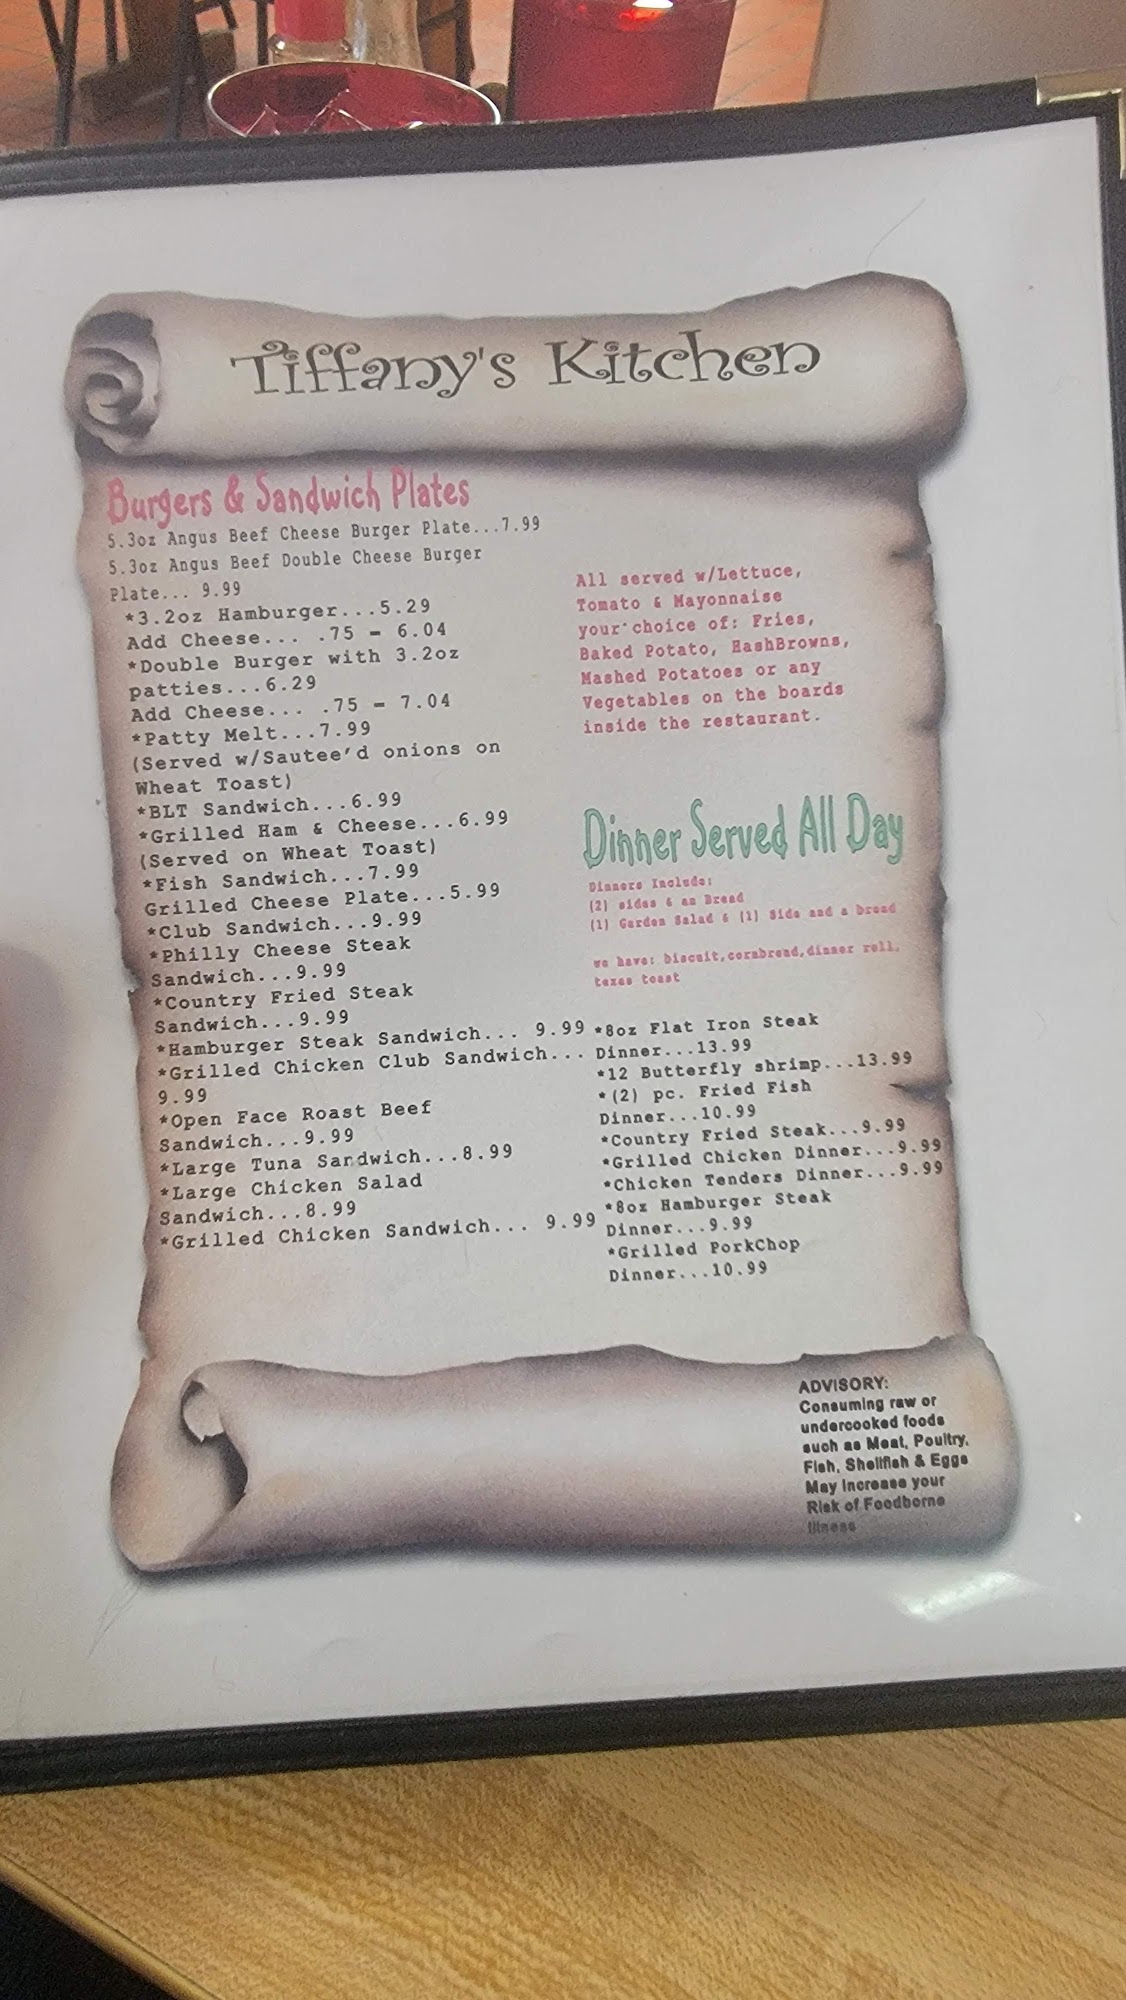 Tiffany's Kitchen
Burgers & Sandwich Plates
5.3oz Angus Beef Cheese Burger Plate...7.99
5.3oz Angus Beef Double Cheese Burger
Plate... 9.99
*3.2oz Hamburger...5.29
Add Cheese... .75 = 6.04
*Double Burger with 3.2oz
patties...6.29
Add Cheese... .75 = 7.04
*Patty Melt...7.99
(Served w/Sautee'd onions on
Wheat Toast)
*BLT Sandwich...6.99
*Grilled Ham & Cheese...6.99
(Served on Wheat Toast)
*Fish Sandwich...7.99
Grilled Cheese Plate...5.99
*Club Sandwich...9.99
*Philly Cheese Steak
Sandwich...9.99
*Country Fried Steak
Sandwich...9.99
*Hamburger Steak Sandwich... 9.99
*Grilled Chicken Club Sandwich...
9.99
*Open Face Roast Beef
Sandwich...9.99
*Large Tuna Sandwich...8.99
*Large Chicken Salad
Sandwich...8.99
*Grilled Chicken Sandwich... 9.99
All served w/Lettuce,
Tomato & Mayonnaise
your choice of: Fries,
Baked Potato, HashBrowns,
Mashed Potatoes or any
Vegetables on the boards
inside the restaurant.
Dinner Served All Day
Dinners Include:
(2) sides & an Bread
(1) Garden Salad & (1) Side and a bread
we have: biscuit,cornbread,dinner roll,
texas toast
*8oz Flat Iron Steak
Dinner...13.99
*12 Butterfly shrimp...13.99
*(2) pc. Fried Fish
Dinner...10.99
*Country Fried Steak...9.99
*Grilled Chicken Dinner...9.99
*Chicken Tenders Dinner...9.99
*8oz Hamburger Steak
Dinner...9.99
*Grilled PorkChop
Dinner...10.99
ADVISORY:
Consuming raw or
undercooked foods
such as Meat, Poultry,
Fish, Shellfish & Eggs
May Increase your
Risk of Foodborne
Illness